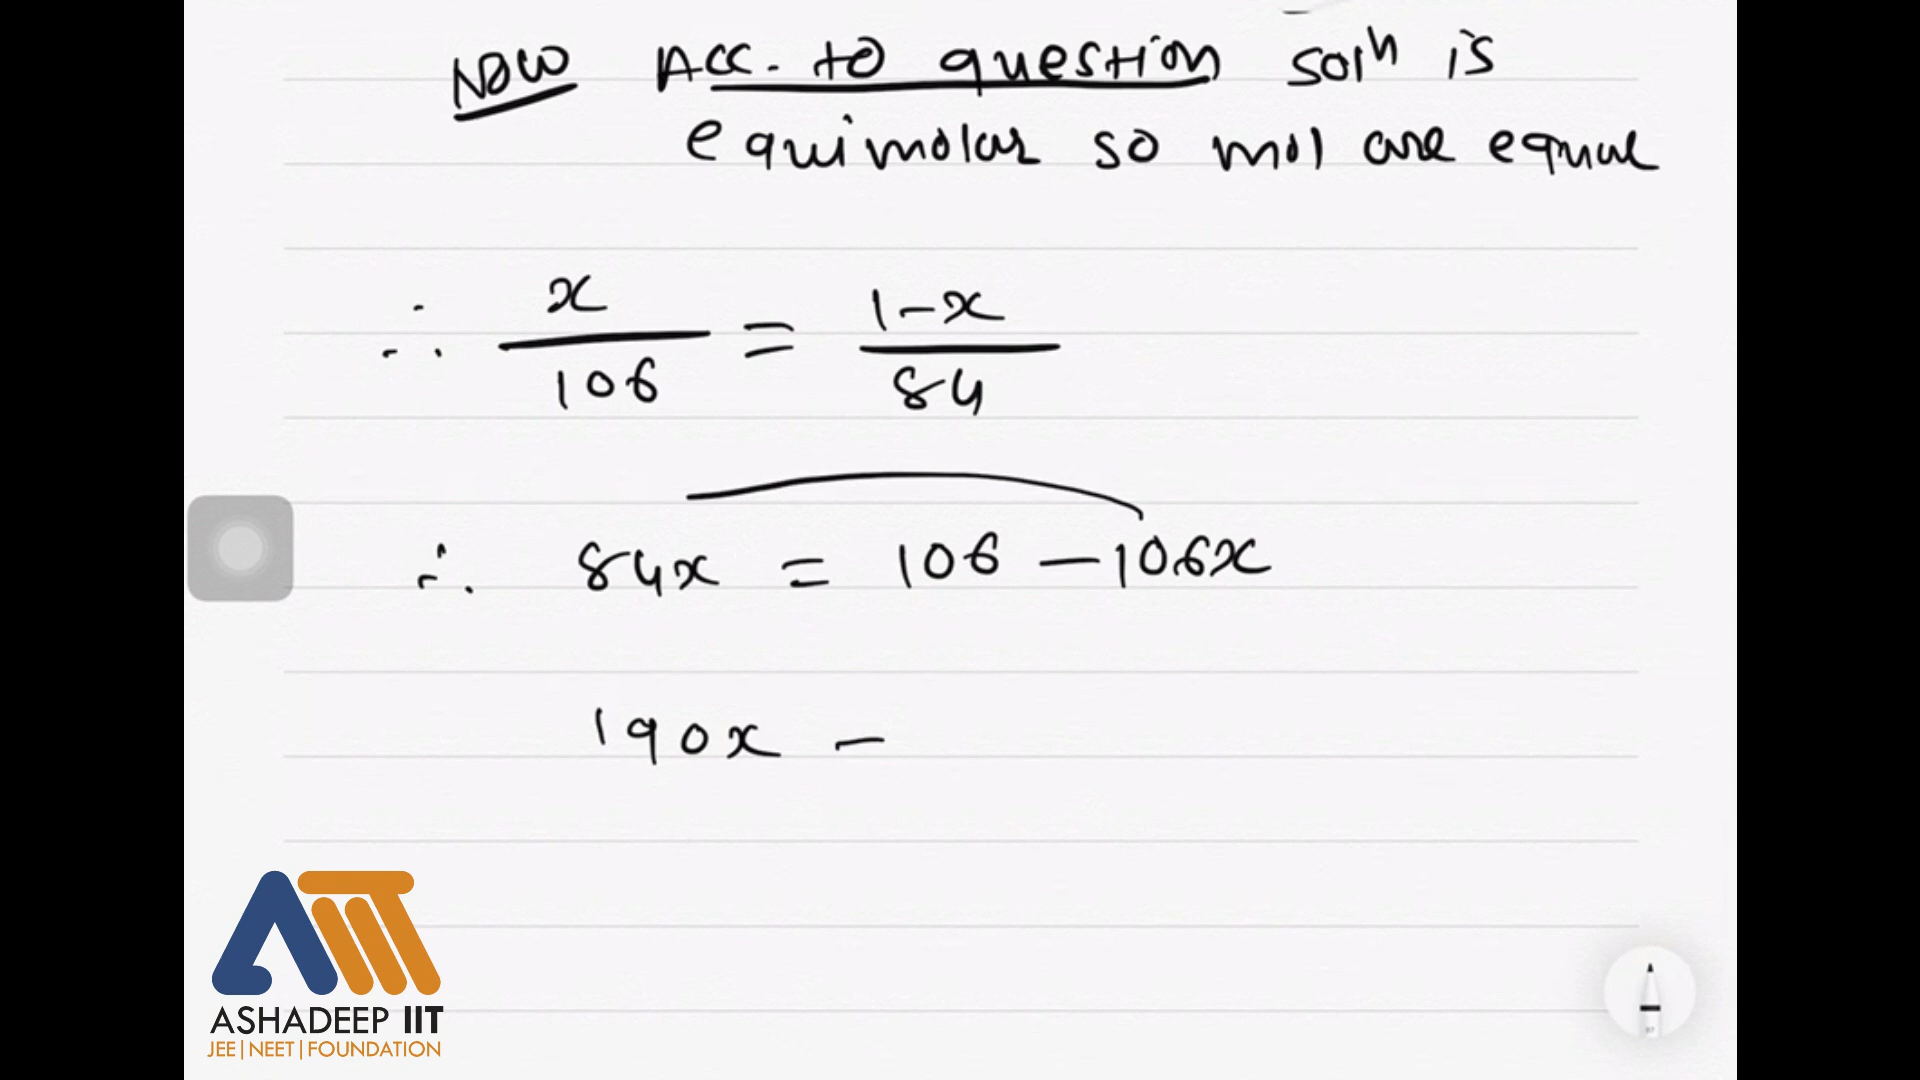 Now Acc. to question solⁿ is
equimolar so mol are equal
∴ x/106 = 1-x/84
∴ 84x = 106 - 106x
190x -
ASHADEEP IIT
JEE|NEET|FOUNDATION